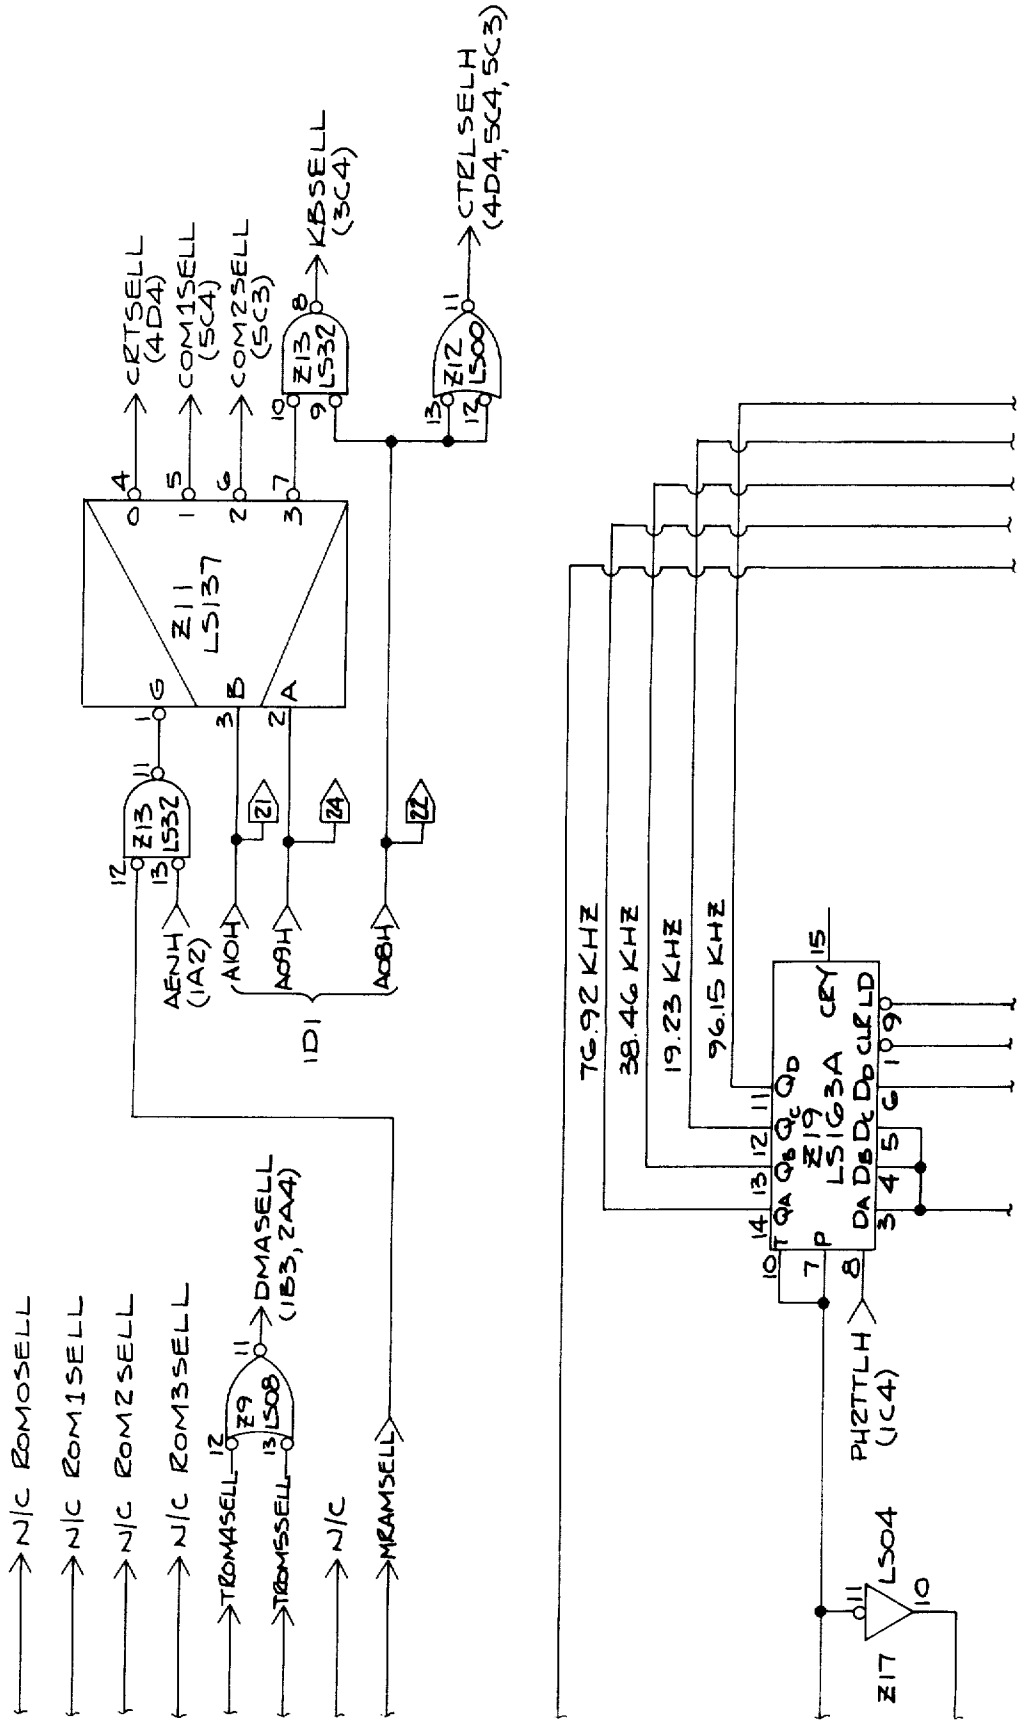 N/C ROM0SELL
N/C ROM1SELL
N/C ROM2SELL
N/C ROM3SELL
TROM4SELL
12
Z9
11
DMASELL
(1B3, 2A4)
TROM5SELL
13
LS08
N/C
MRAMSELL
12
Z13
11
13
LS32
AENH
(1A2)
A10H
A09H
A08H
1D1
21
24
22
1
G
3
B
2
A
Z11
LS137
0
4
CRTSELL
(4D4)
1
5
COM1SELL
(5C4)
2
6
COM2SELL
(5C3)
3
7
10
Z13
8
KBSELL
(3C4)
9
LS32
13
Z12
11
CTRLSELH
(4D4, 5C4, 5C3)
12
LS00
76.92 KHZ
38.46 KHZ
19.23 KHZ
96.15 KHZ
14
13
12
11
10
T
QA
QB
QC
QD
15
CRY
7
P
Z19
LS163A
8
DA
DB
DC
DD
CLR
LD
3
4
5
6
1
9
PH2TTLH
(1C4)
11
LS04
Z17
10